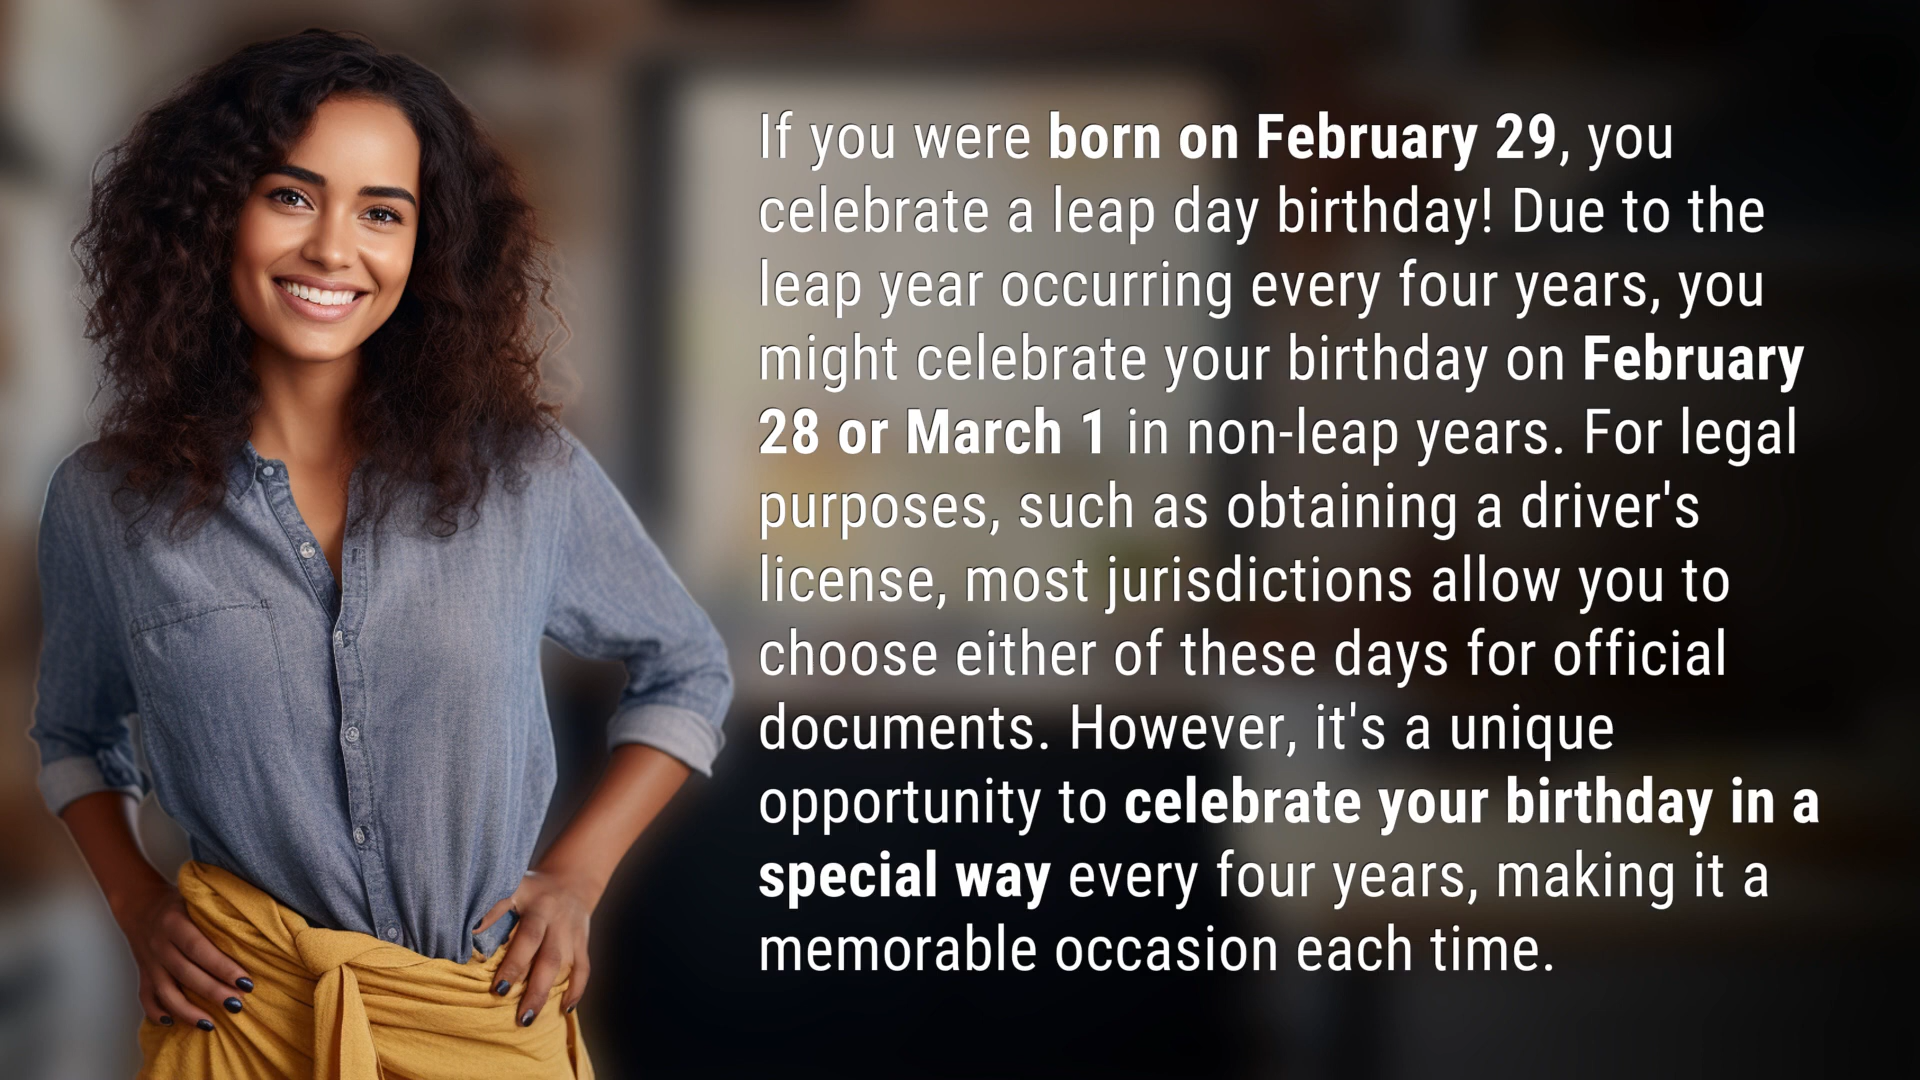 If you were born on February 29, you
celebrate a leap day birthday! Due to the
leap year occurring every four years, you
might celebrate your birthday on February
28 or March 1 in non-leap years. For legal
purposes, such as obtaining a driver's
license, most jurisdictions allow you to
choose either of these days for official
documents. However, it's a unique
opportunity to celebrate your birthday in a
special way every four years, making it a
memorable occasion each time.